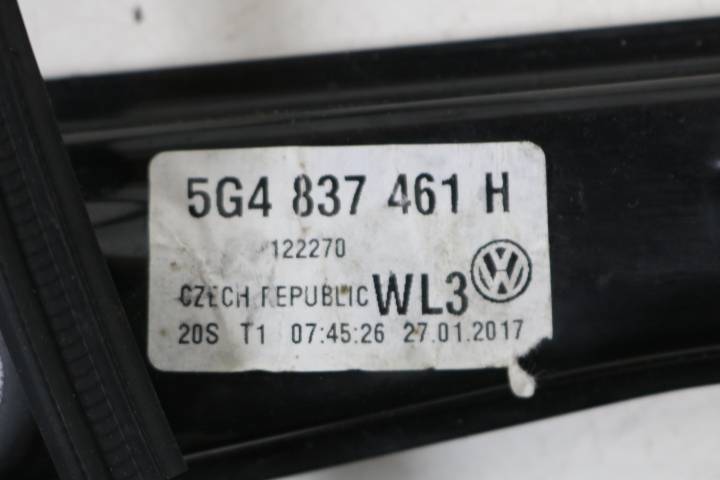 5G4 837 461 H
122270
CZECH REPUBLIC WL3
20S T1 07:45:26 27.01.2017